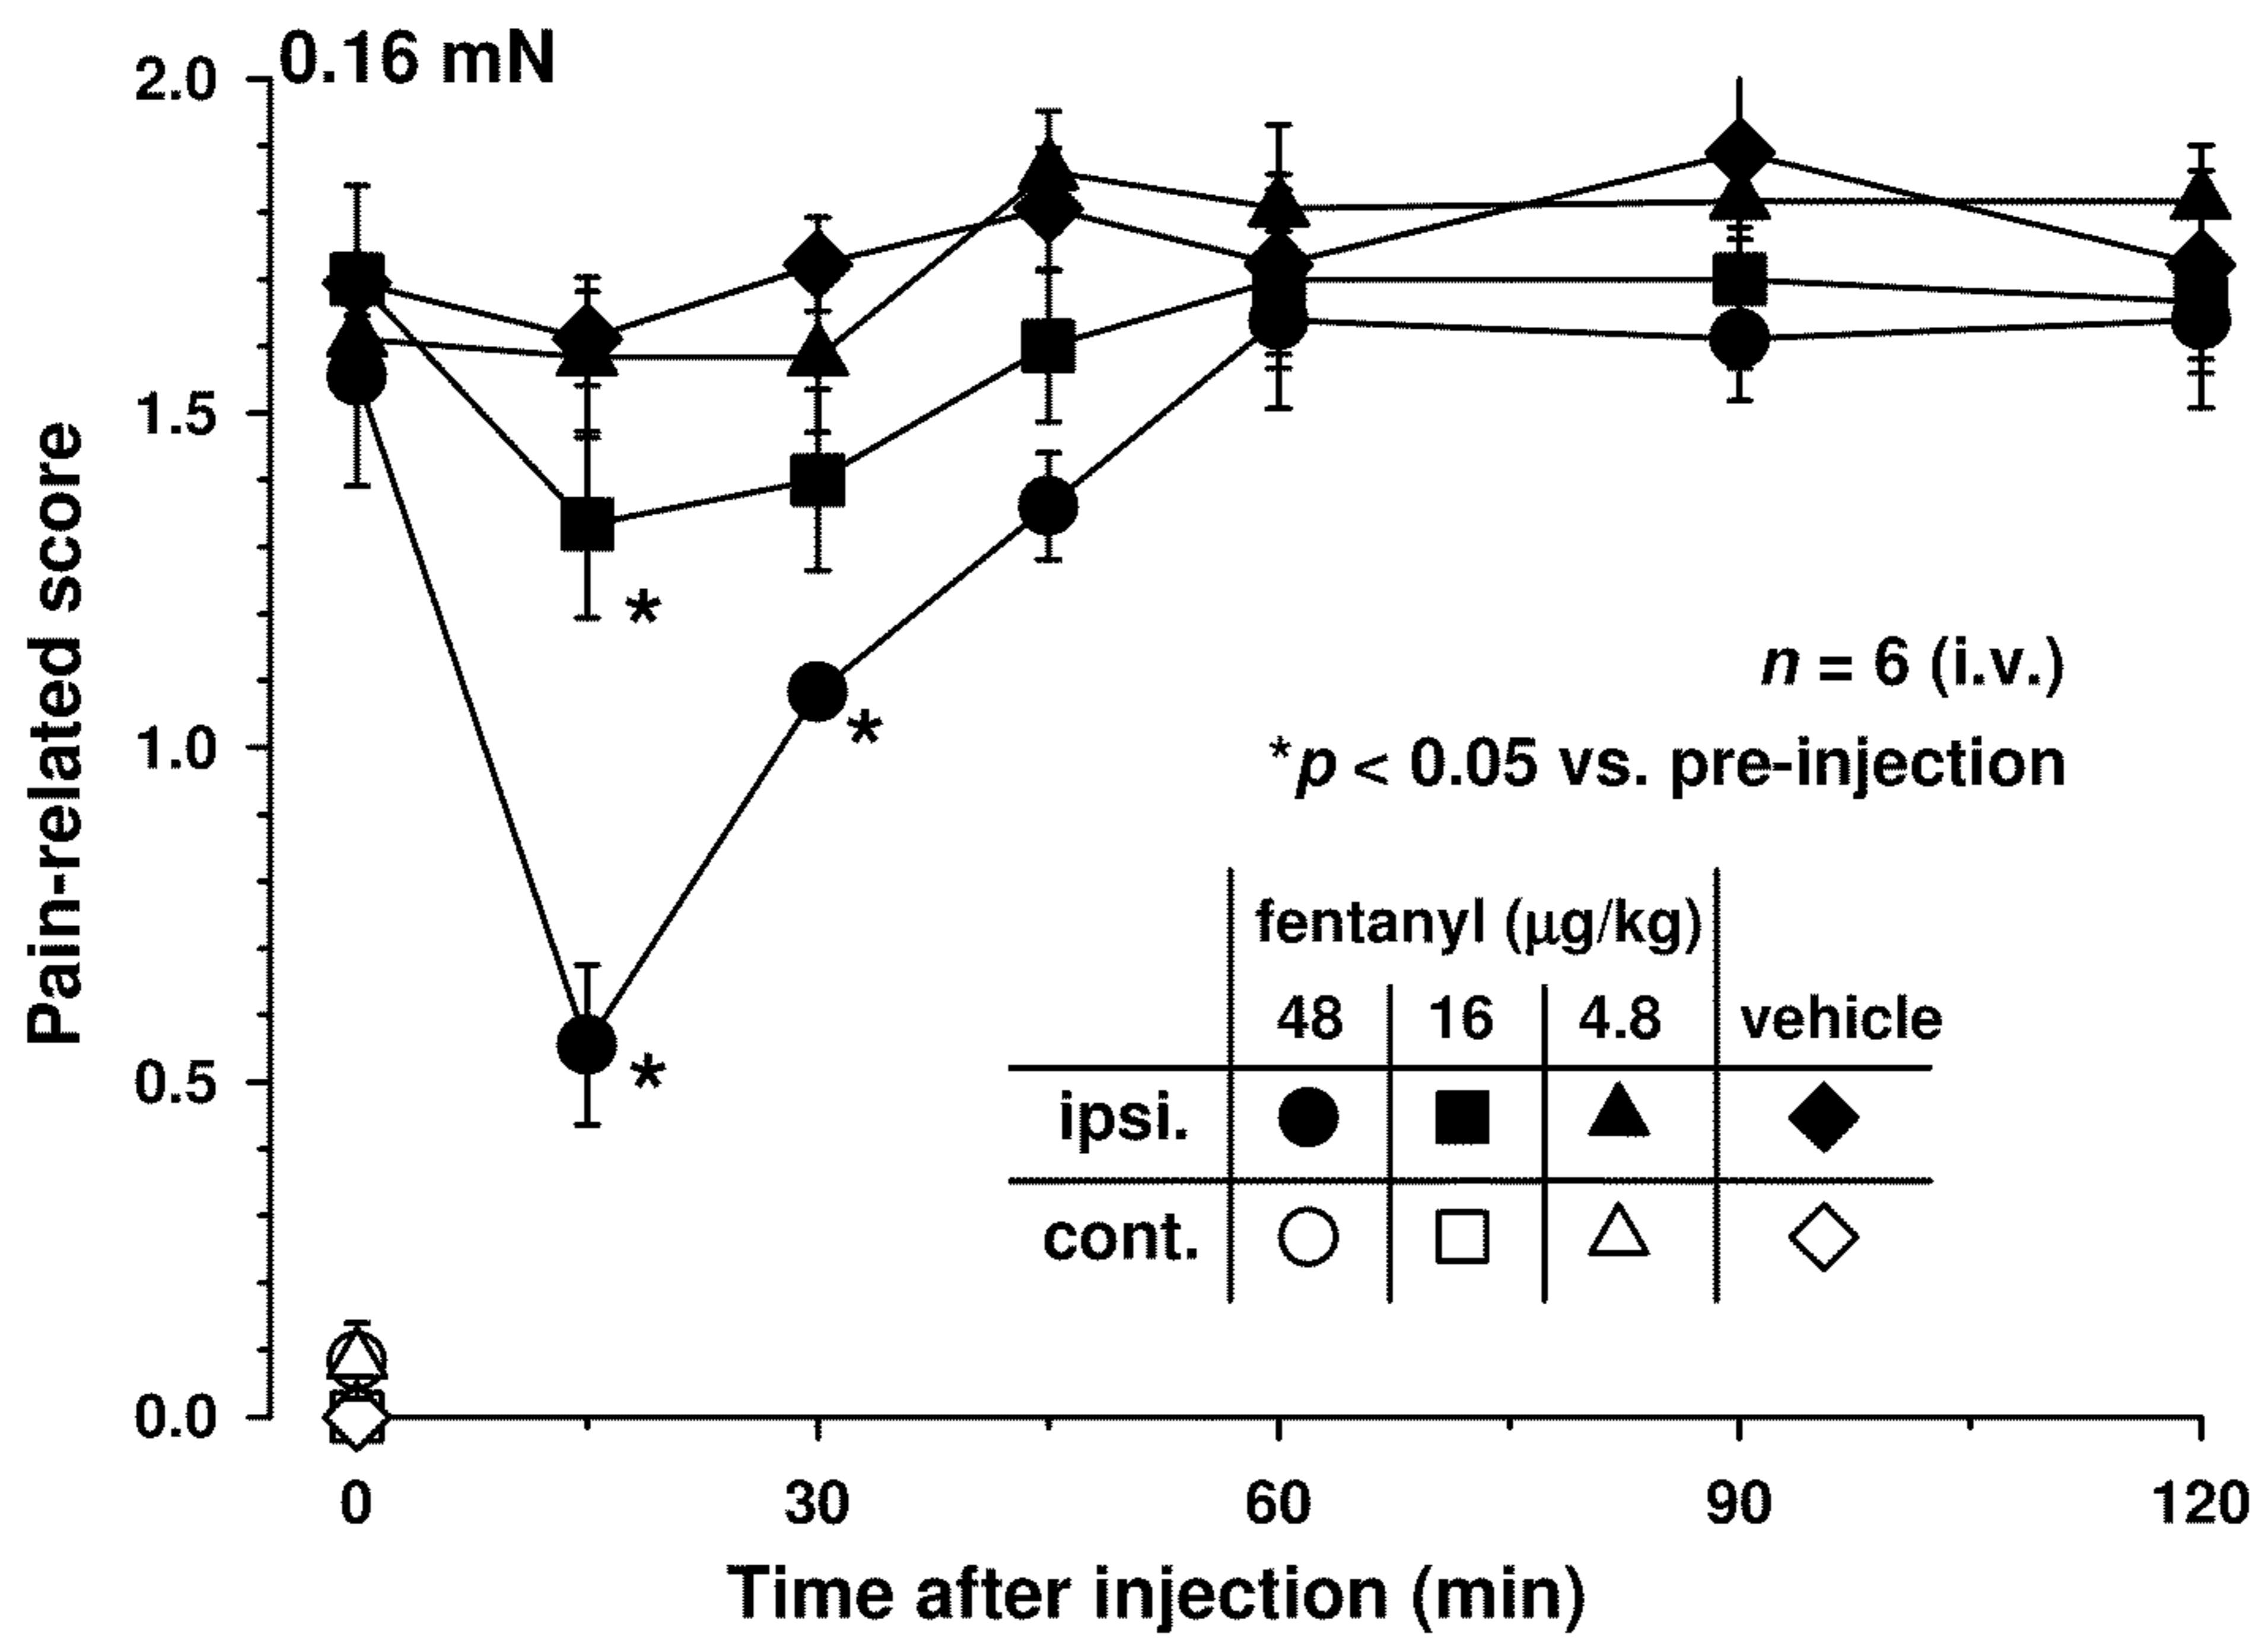 0.16 mN
2.0
1.5
1.0
0.5
0.0
Pain-related score
*
*
*
n = 6 (i.v.)
*p < 0.05 vs. pre-injection
fentanyl (μg/kg)
48 16 4.8 vehicle
ipsi.
cont.
0 30 60 90 120
Time after injection (min)